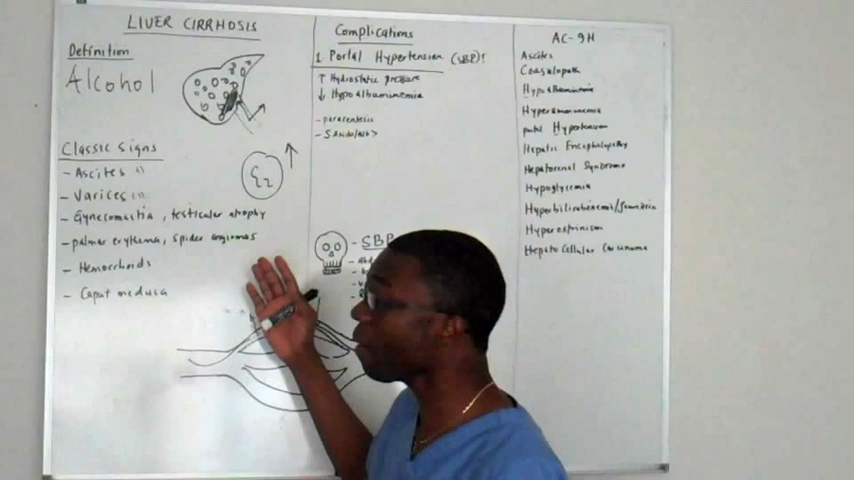 LIVER CIRRHOSIS
Definition
Alcohol
Classic Signs
- Ascites
- Varices
- Gynecomastia, testicular atrophy
- palmar erythema, spider angiomas
- Hemorrhoids
- Caput medusa
E2
Complications
1 Portal Hypertension (SBP)!
↑ Hydrostatic pressure
↓ Hypoalbuminemia
- paracentesis
- SBP
AC-9H
Ascites
Coagulopath
Hypoalbuminemia
Hyperammonemia
portal Hypertension
Hepatic Encephalopathy
Hepatorenal Syndrome
Hypoglycemia
Hyperestrinism
Hepato Cellular Carcinoma